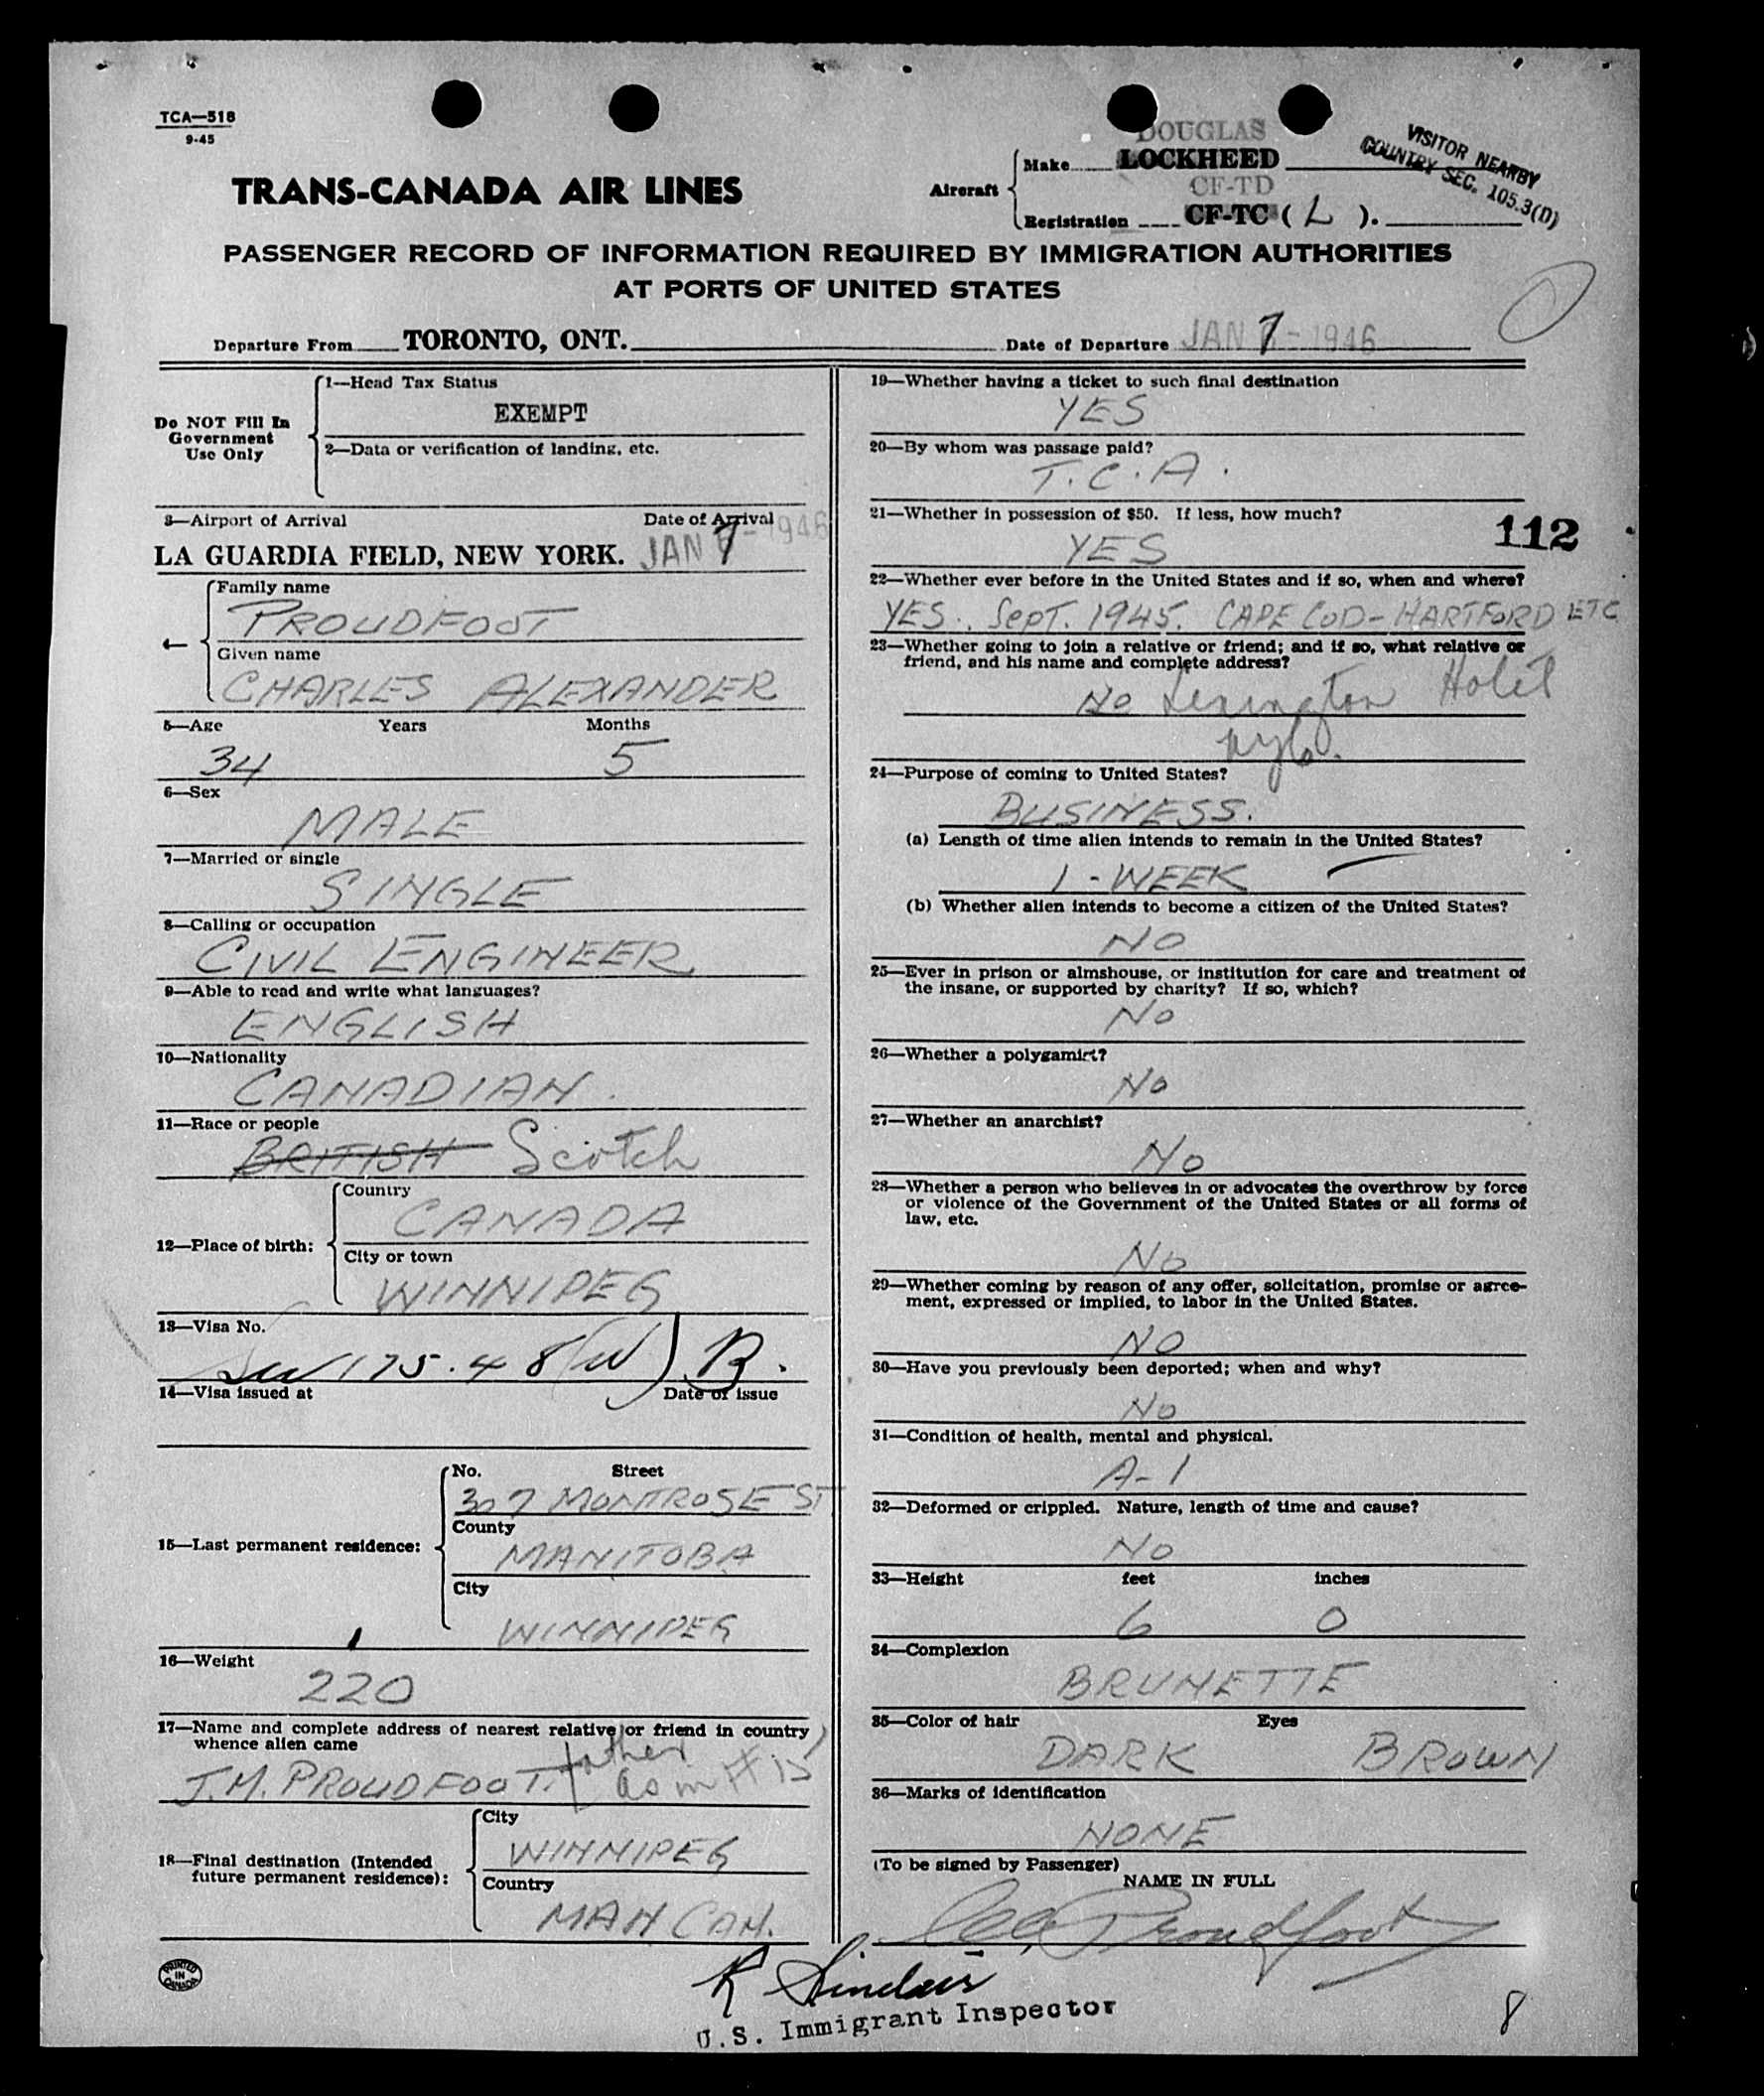 TCA—518
9-45
DOUGLAS
VISITOR NEARBY
COUNTRY SEC. 105.3(D)
Aircraft
Make LOCKHEED
CF-TD
Registration CF-TC ( L ).
TRANS-CANADA AIR LINES
PASSENGER RECORD OF INFORMATION REQUIRED BY IMMIGRATION AUTHORITIES
AT PORTS OF UNITED STATES
Departure From TORONTO, ONT. Date of Departure JAN 7 - 1946
Do NOT Fill In
Government
Use Only
1—Head Tax Status
EXEMPT
2—Data or verification of landing, etc.
3—Airport of Arrival Date of Arrival
LA GUARDIA FIELD, NEW YORK. JAN 7 - 1946
4—
Family name
PROUDFOOT
Given name
CHARLES ALEXANDER
5—Age Years Months
34 5
6—Sex
MALE
7—Married or single
SINGLE
8—Calling or occupation
CIVIL ENGINEER
9—Able to read and write what languages?
ENGLISH
10—Nationality
CANADIAN.
11—Race or people
BRITISH Scotch
12—Place of birth:
Country
CANADA
City or town
WINNIPEG
13—Visa No.
175.48 (W) B.
14—Visa issued at Date of issue
15—Last permanent residence:
No. Street
307 MONTROSE ST
County
MANITOBA
City
WINNIPEG
16—Weight
220
17—Name and complete address of nearest relative or friend in country
whence alien came
J.M. PROUDFOOT. father
as in # 15
18—Final destination (Intended
future permanent residence):
City
WINNIPEG
Country
MAN CAN.
PRINTED
IN
CANADA
19—Whether having a ticket to such final destination
YES
20—By whom was passage paid?
T.C.A.
21—Whether in possession of $50. If less, how much?
112
YES
22—Whether ever before in the United States and if so, when and where?
YES. Sept. 1945. CAPE COD-HARTFORD ETC
23—Whether going to join a relative or friend; and if so, what relative or
friend, and his name and complete address?
No Lexington Hotel
24—Purpose of coming to United States?
BUSINESS.
(a) Length of time alien intends to remain in the United States?
1-WEEK
(b) Whether alien intends to become a citizen of the United States?
NO
25—Ever in prison or almshouse, or institution for care and treatment of
the insane, or supported by charity? If so, which?
No
26—Whether a polygamist?
No
27—Whether an anarchist?
No
28—Whether a person who believes in or advocates the overthrow by force
or violence of the Government of the United States or all forms of
law, etc.
No
29—Whether coming by reason of any offer, solicitation, promise or agree-
ment, expressed or implied, to labor in the United States.
NO
30—Have you previously been deported; when and why?
No
31—Condition of health, mental and physical.
A-1
32—Deformed or crippled. Nature, length of time and cause?
No
33—Height feet inches
6 0
34—Complexion
BRUNETTE
35—Color of hair Eyes
DARK BROWN
36—Marks of identification
NONE
(To be signed by Passenger)
NAME IN FULL
Proudfoot
R Sinclair
U.S. Immigrant Inspector
8